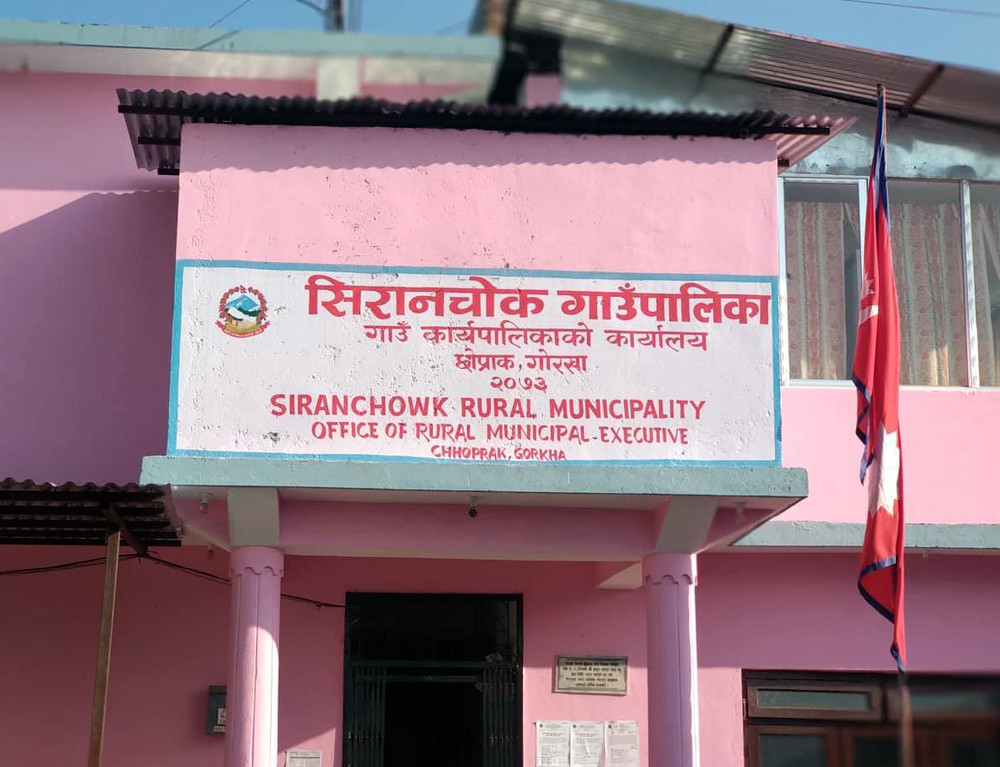 सिरानचोक गाउँपालिका
गाउँ कार्यपालिकाको कार्यालय
छोप्राक, गोरखा
२०७३
SIRANCHOWK RURAL MUNICIPALITY
OFFICE OF RURAL MUNICIPAL-EXECUTIVE
CHHOPRAK, GORKHA